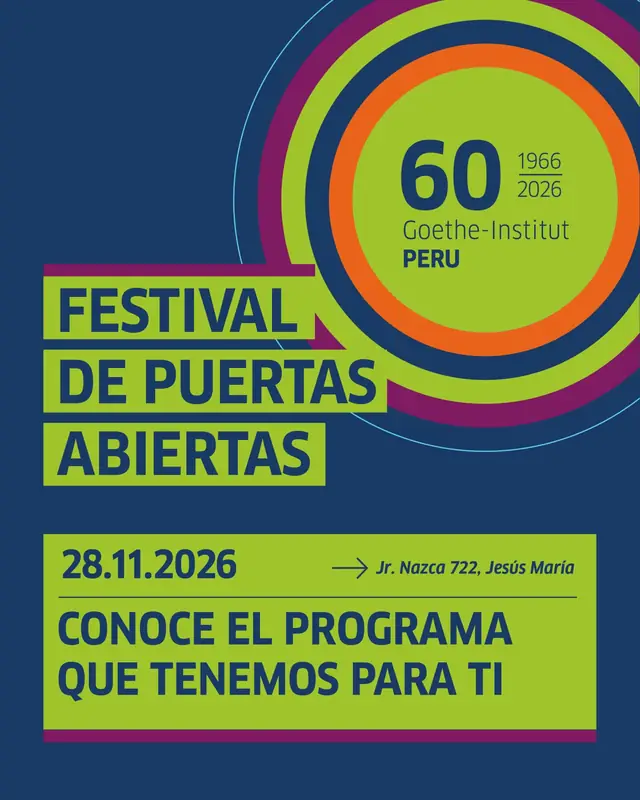 60
1966
2026
Goethe-Institut
PERU
FESTIVAL
DE PUERTAS
ABIERTAS
28.11.2026
Jr. Nazca 722, Jesús María
CONOCE EL PROGRAMA
QUE TENEMOS PARA TI